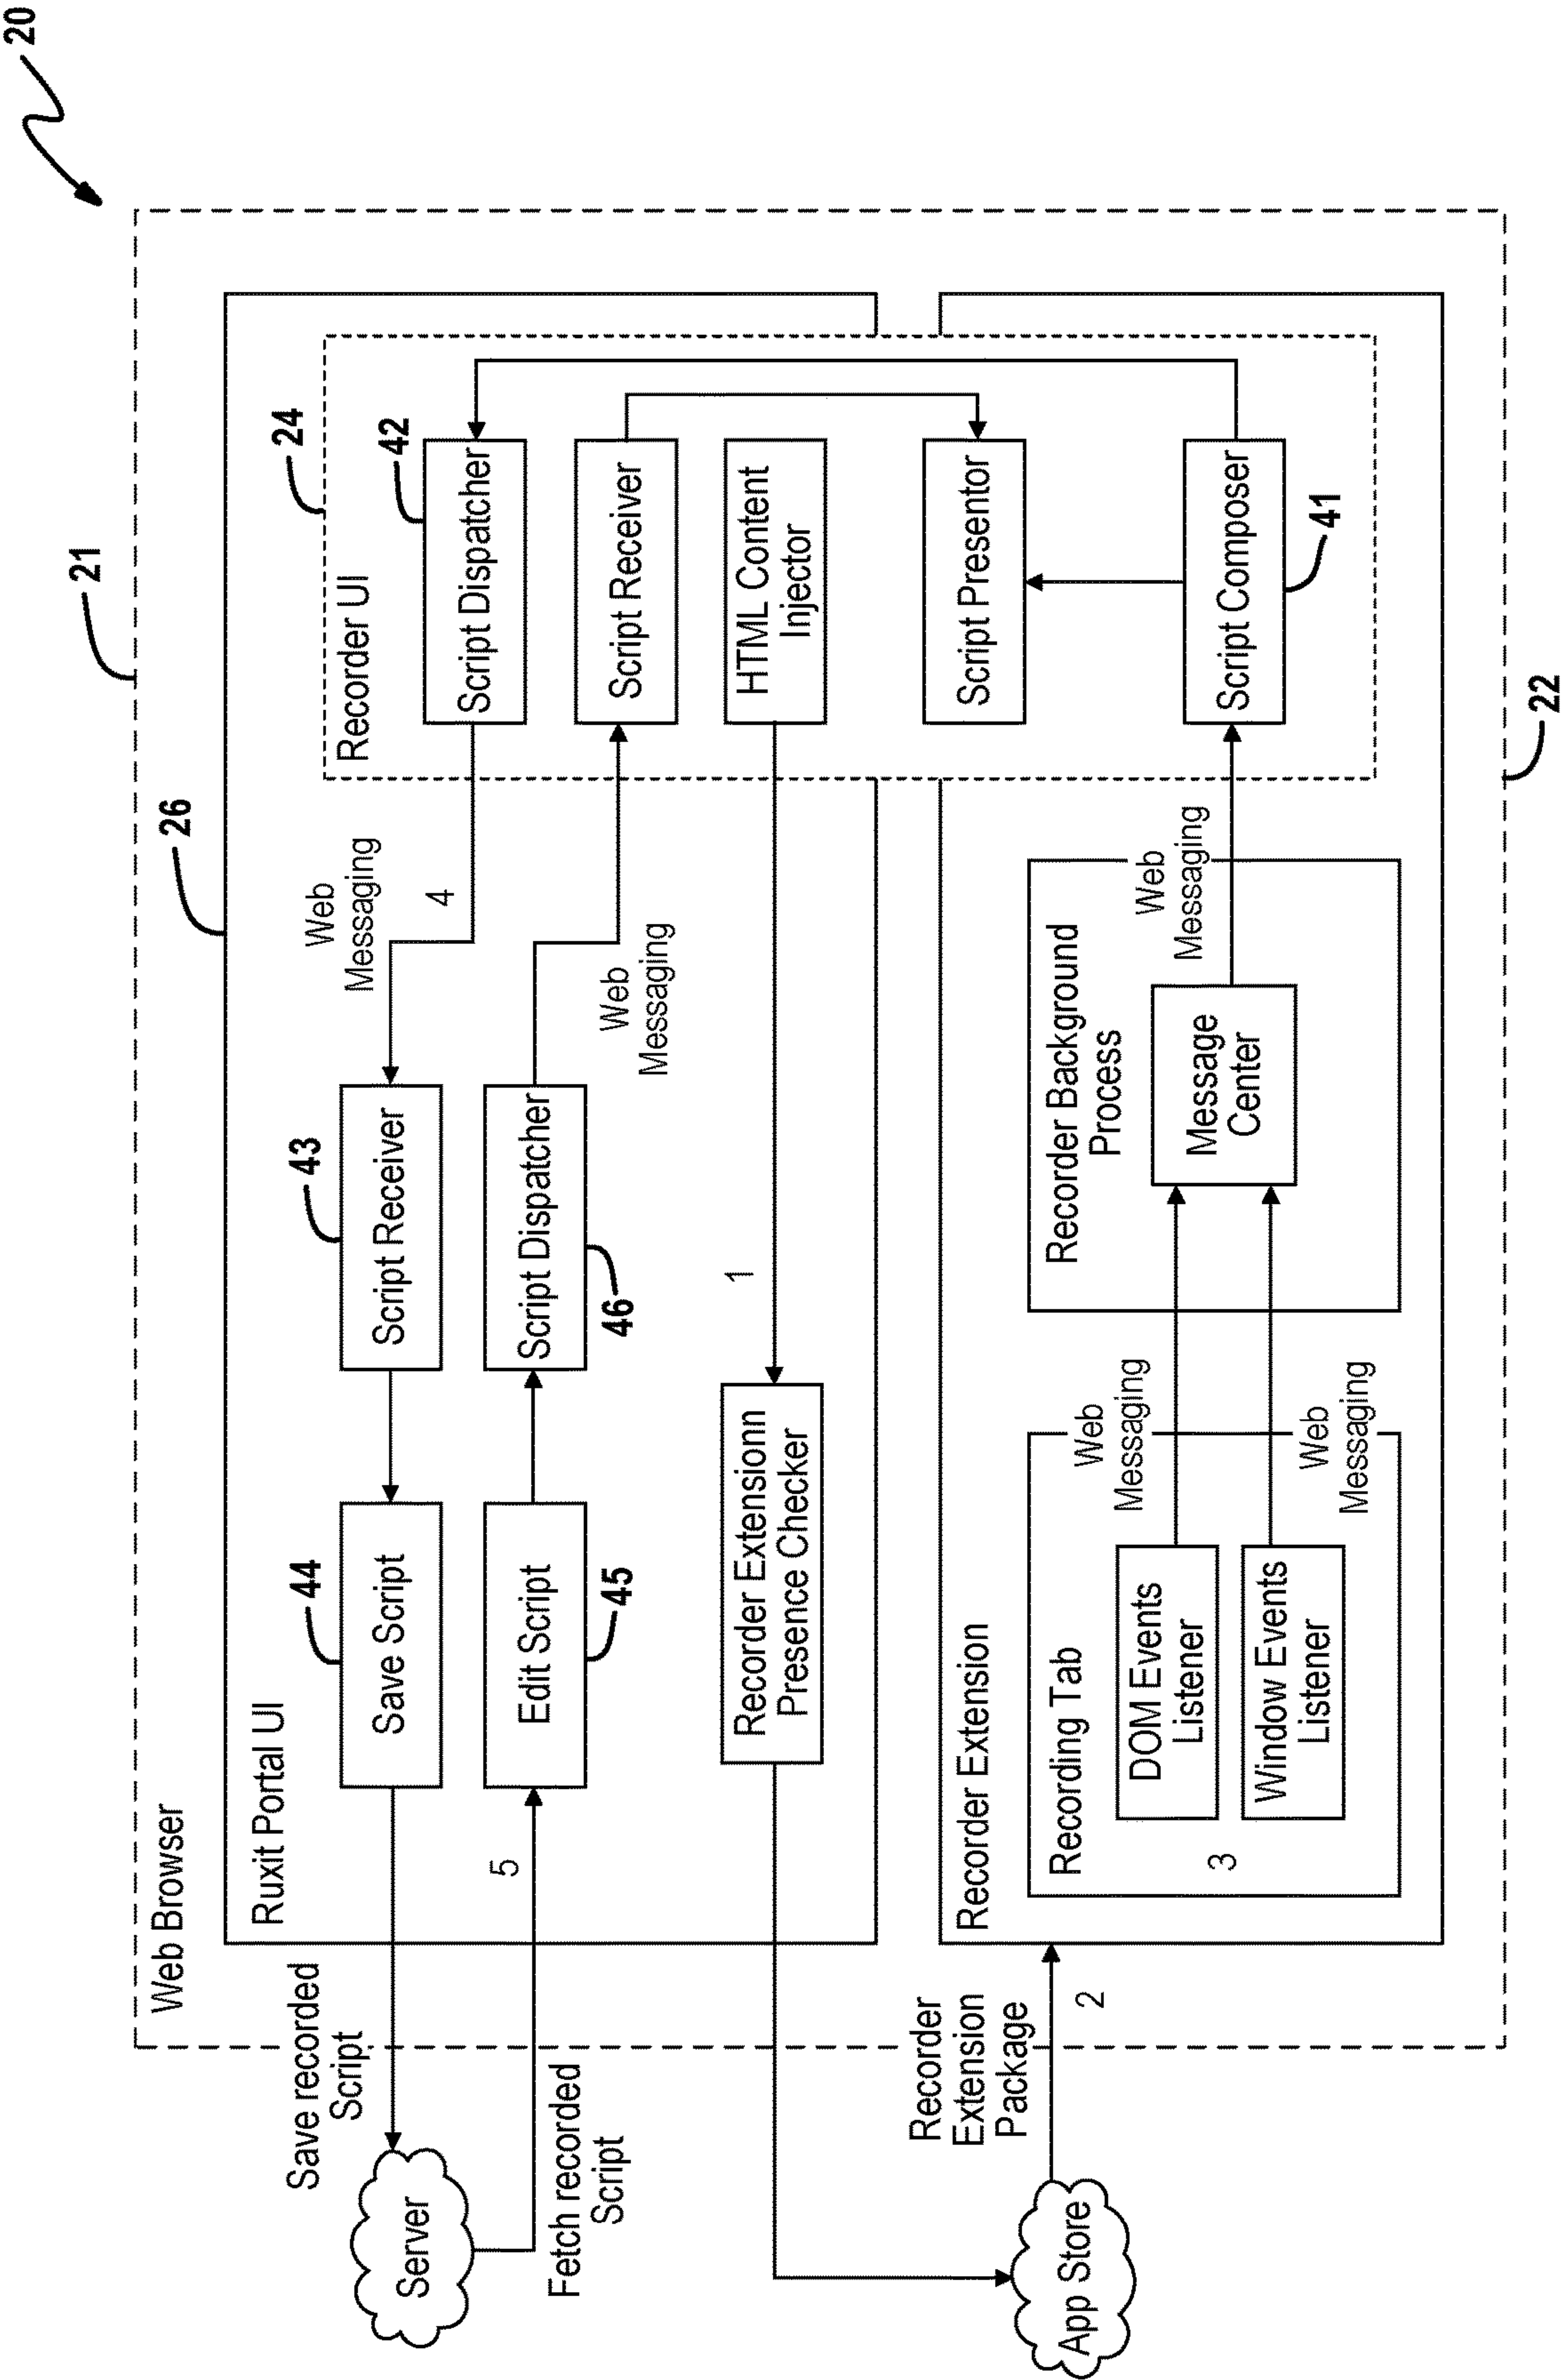 20
21
Web Browser
26
Ruxit Portal UI
24
Recorder UI
Save recorded
Script
44
Save Script
43
Script Receiver
Web
Messaging
4
42
Script Dispatcher
Server
Fetch recorded
Script
5
Edit Script
45
Script Dispatcher
46
Web
Messaging
Script Receiver
Recorder Extensionn
Presence Checker
1
HTML Content
Injector
App Store
Recorder
Extension
Package
2
Recorder Extension
Recording Tab
DOM Events
Listener
3
Window Events
Listener
Web
Messaging
Web
Messaging
Recorder Background
Process
Message
Center
Web
Messaging
Script Presentor
Script Composer
41
22